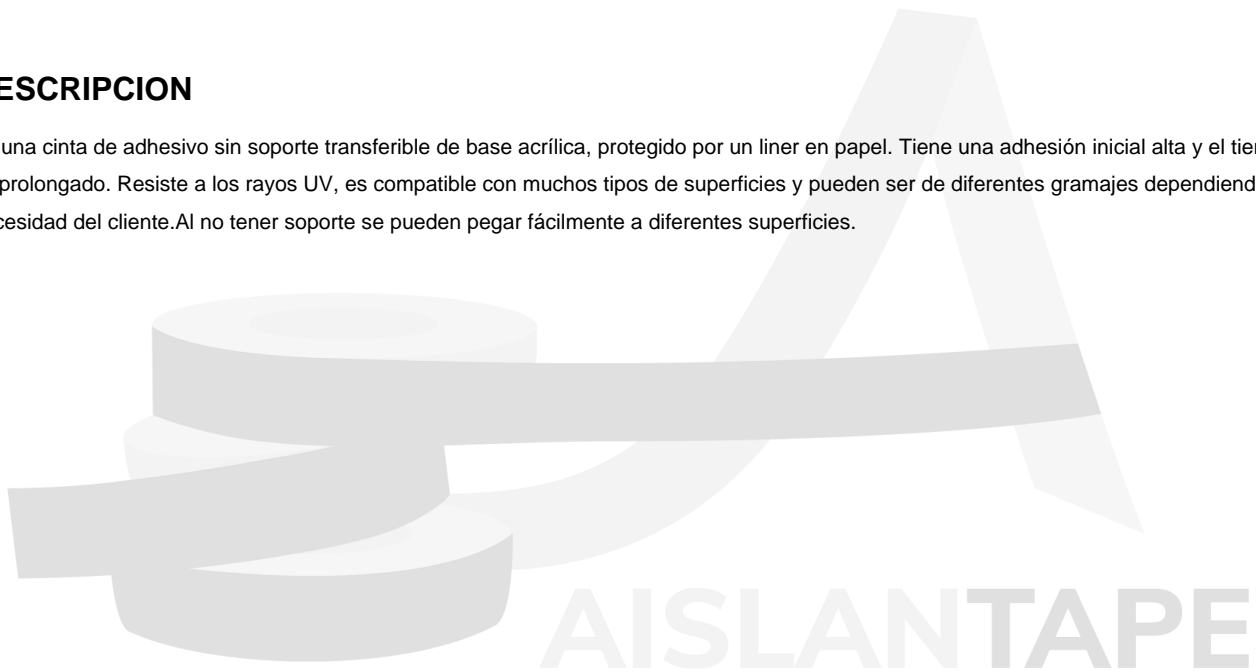 ESCRIPCION
una cinta de adhesivo sin soporte transferible de base acrílica, protegido por un liner en papel. Tiene una adhesión inicial alta y el tier
prolongado. Resiste a los rayos UV, es compatible con muchos tipos de superficies y pueden ser de diferentes gramajes dependiend
cesidad del cliente.Al no tener soporte se pueden pegar fácilmente a diferentes superficies.
AISLANTAPE